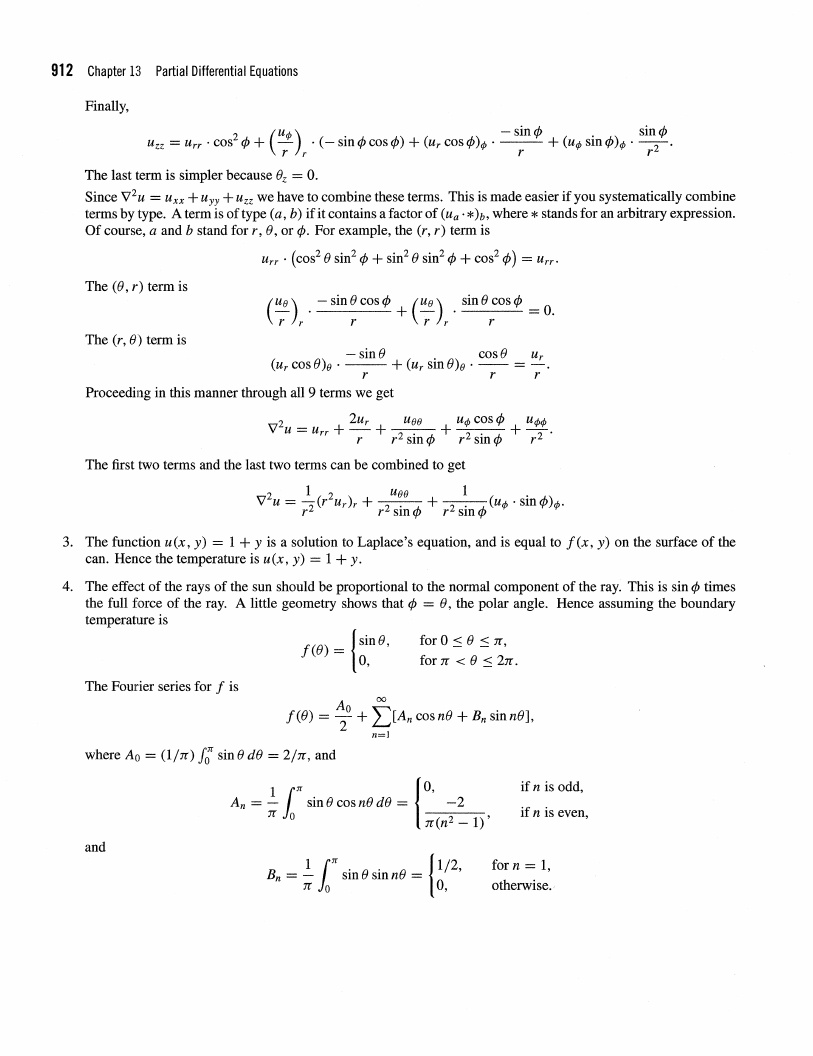 912 Chapter 13 Partial Differential Equations
Finally,
$$u_{zz} = u_{rr} \cdot \cos^2 \phi + \left(\frac{u_\phi}{r}\right)_r \cdot (-\sin\phi\cos\phi) + (u_r \cos\phi)_\phi \cdot \frac{-\sin\phi}{r} + (u_\phi \sin\phi)_\phi \cdot \frac{\sin\phi}{r^2}.$$
The last term is simpler because $\theta_z = 0$.
Since $\nabla^2 u = u_{xx} + u_{yy} + u_{zz}$ we have to combine these terms. This is made easier if you systematically combine
terms by type. A term is of type $(a, b)$ if it contains a factor of $(u_a \cdot *)_b$, where $*$ stands for an arbitrary expression.
Of course, $a$ and $b$ stand for $r$, $\theta$, or $\phi$. For example, the $(r, r)$ term is
$$u_{rr} \cdot \left(\cos^2\theta \sin^2\phi + \sin^2\theta \sin^2\phi + \cos^2\phi\right) = u_{rr}.$$
The $(\theta, r)$ term is
$$\left(\frac{u_\theta}{r}\right)_r \cdot \frac{-\sin\theta\cos\phi}{r} + \left(\frac{u_\theta}{r}\right)_r \cdot \frac{\sin\theta\cos\phi}{r} = 0.$$
The $(r, \theta)$ term is
$$(u_r \cos\theta)_\theta \cdot \frac{-\sin\theta}{r} + (u_r \sin\theta)_\theta \cdot \frac{\cos\theta}{r} = \frac{u_r}{r}.$$
Proceeding in this manner through all 9 terms we get
$$\nabla^2 u = u_{rr} + \frac{2u_r}{r} + \frac{u_{\theta\theta}}{r^2 \sin\phi} + \frac{u_\phi \cos\phi}{r^2 \sin\phi} + \frac{u_{\phi\phi}}{r^2}.$$
The first two terms and the last two terms can be combined to get
$$\nabla^2 u = \frac{1}{r^2}(r^2 u_r)_r + \frac{u_{\theta\theta}}{r^2 \sin\phi} + \frac{1}{r^2 \sin\phi}(u_\phi \cdot \sin\phi)_\phi.$$
3. The function $u(x, y) = 1 + y$ is a solution to Laplace's equation, and is equal to $f(x, y)$ on the surface of the
can. Hence the temperature is $u(x, y) = 1 + y$.
4. The effect of the rays of the sun should be proportional to the normal component of the ray. This is $\sin\phi$ times
the full force of the ray. A little geometry shows that $\phi = \theta$, the polar angle. Hence assuming the boundary
temperature is
$$f(\theta) = \begin{cases} \sin\theta, & \text{for } 0 \le \theta \le \pi, \\ 0, & \text{for } \pi < \theta \le 2\pi. \end{cases}$$
The Fourier series for $f$ is
$$f(\theta) = \frac{A_0}{2} + \sum_{n=1}^{\infty} [A_n \cos n\theta + B_n \sin n\theta],$$
where $A_0 = (1/\pi) \int_0^\pi \sin\theta \, d\theta = 2/\pi$, and
$$A_n = \frac{1}{\pi} \int_0^\pi \sin\theta \cos n\theta \, d\theta = \begin{cases} 0, & \text{if } n \text{ is odd,} \\ \dfrac{-2}{\pi(n^2 - 1)}, & \text{if } n \text{ is even,} \end{cases}$$
and
$$B_n = \frac{1}{\pi} \int_0^\pi \sin\theta \sin n\theta = \begin{cases} 1/2, & \text{for } n = 1, \\ 0, & \text{otherwise.} \end{cases}$$